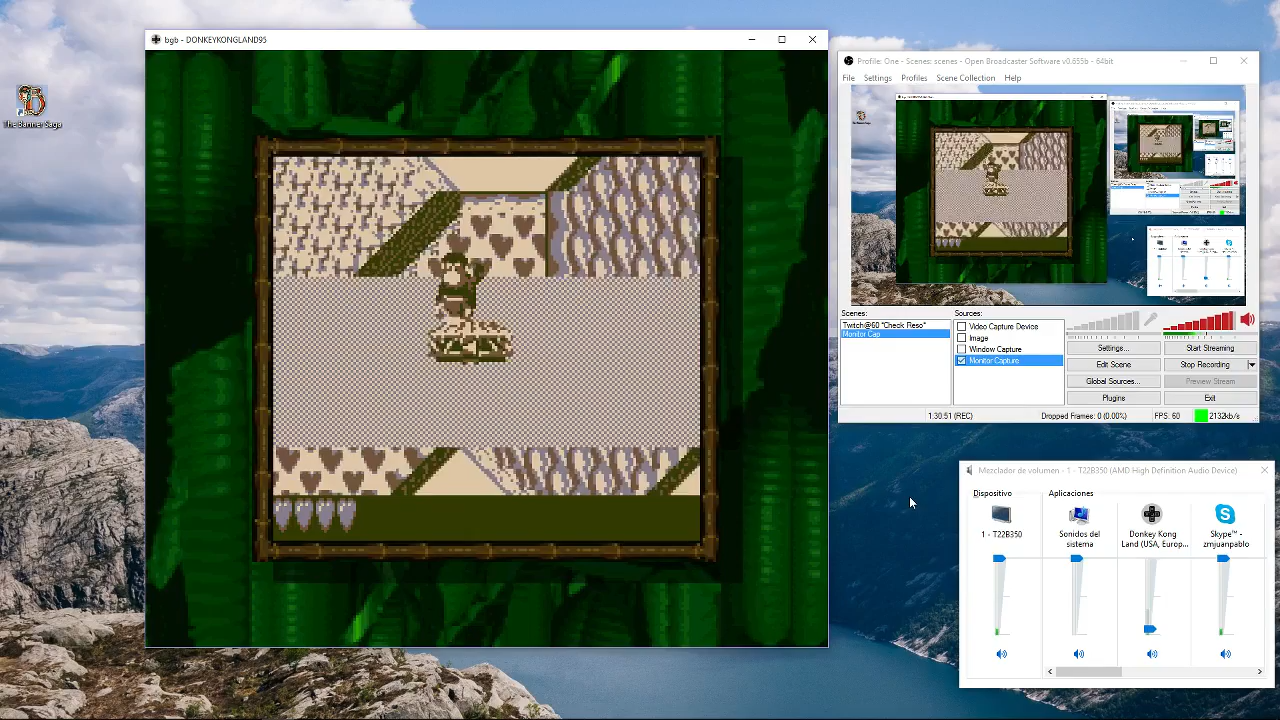 bgb - DONKEYKONGLAND95
The Banner Saga
Profile: One - Scenes: scenes - Open Broadcaster Software v0.655b - 64bit
File Settings Profiles Scene Collection Help
Scenes:
Twitch@60 "Check Reso"
Monitor Cap
Sources:
Video Capture Device
Image
Window Capture
Monitor Capture
Settings...
Start Streaming
Edit Scene
Stop Recording
Global Sources...
Preview Stream
Plugins
Exit
1:30:51 (REC)
Dropped Frames: 0 (0.00%)
FPS: 60
2132kb/s
Mezclador de volumen - 1 - T22B350 (AMD High Definition Audio Device)
Dispositivo
Aplicaciones
1 - T22B350
Sonidos del
sistema
Donkey Kong
Land (USA, Europ...
Skype™ -
zmjuanpablo